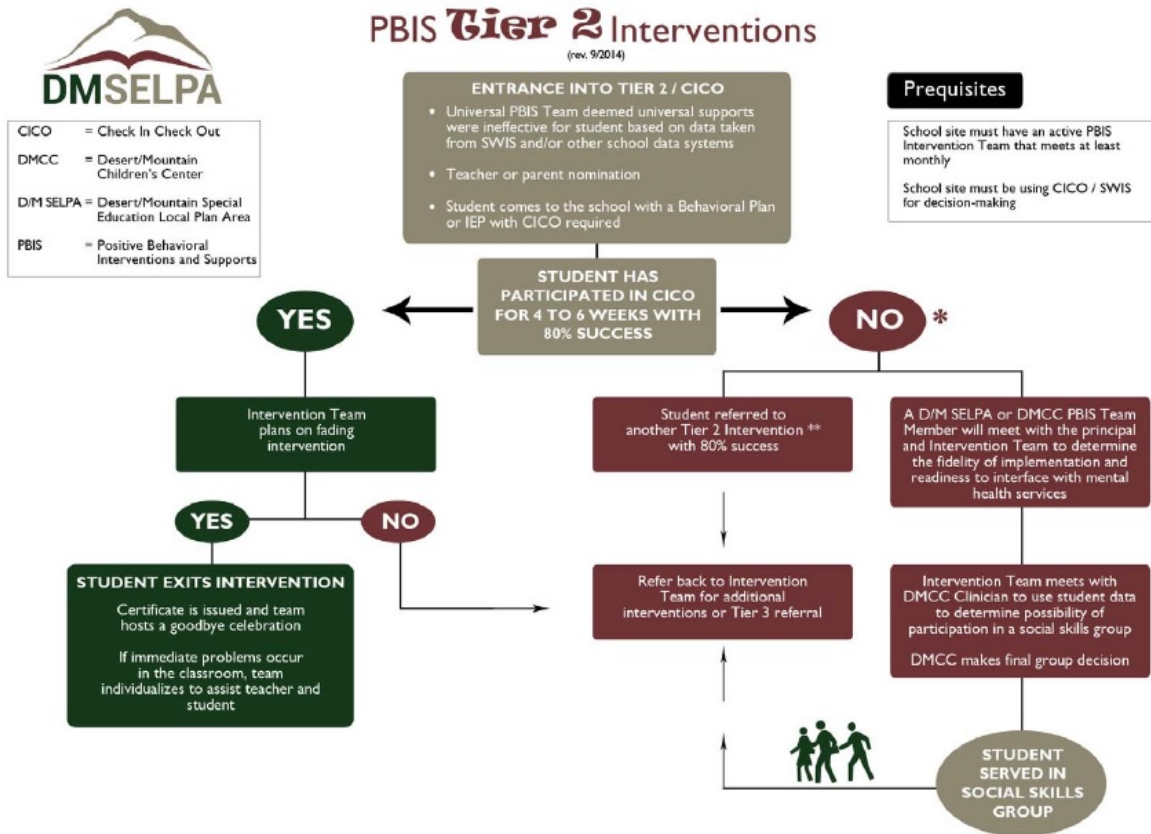 PBIS Tier 2 Interventions
(rev. 9/2014)
DMSELPA
CICO = Check In Check Out
DMCC = Desert/Mountain
Children's Center
D/M SELPA = Desert/Mountain Special
Education Local Plan Area
PBIS = Positive Behavioral
Interventions and Supports
ENTRANCE INTO TIER 2 / CICO
• Universal PBIS Team deemed universal supports
were ineffective for student based on data taken
from SWIS and/or other school data systems
• Teacher or parent nomination
• Student comes to the school with a Behavioral Plan
or IEP with CICO required
Prequisites
School site must have an active PBIS
Intervention Team that meets at least
monthly
School site must be using CICO / SWIS
for decision-making
STUDENT HAS
PARTICIPATED IN CICO
FOR 4 TO 6 WEEKS WITH
80% SUCCESS
YES
NO *
Intervention Team
plans on fading
intervention
YES
NO
STUDENT EXITS INTERVENTION
Certificate is issued and team
hosts a goodbye celebration
If immediate problems occur
in the classroom, team
individualizes to assist teacher and
student
Student referred to
another Tier 2 Intervention **
with 80% success
Refer back to Intervention
Team for additional
interventions or Tier 3 referral
A D/M SELPA or DMCC PBIS Team
Member will meet with the principal
and Intervention Team to determine
the fidelity of implementation and
readiness to interface with mental
health services
Intervention Team meets with
DMCC Clinician to use student data
to determine possibility of
participation in a social skills group
DMCC makes final group decision
STUDENT
SERVED IN
SOCIAL SKILLS
GROUP